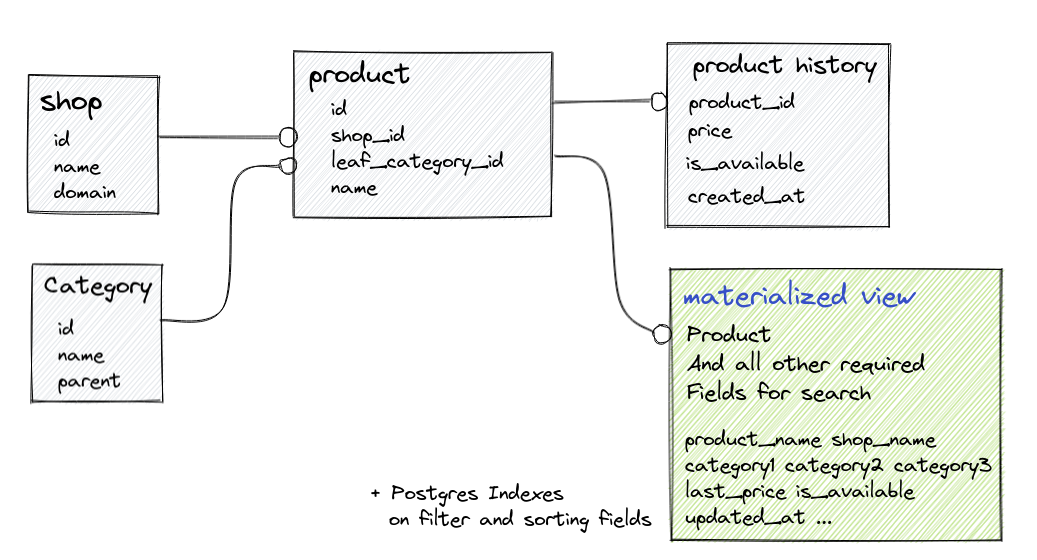 shop
id
name
domain
Category
id
name
parent
product
id
shop_id
leaf_category_id
name
product history
product_id
price
is_available
created_at
materialized view
Product
And all other required
Fields for search
product_name shop_name
category1 category2 category3
last_price is_available
updated_at ...
+ Postgres Indexes
on filter and sorting fields